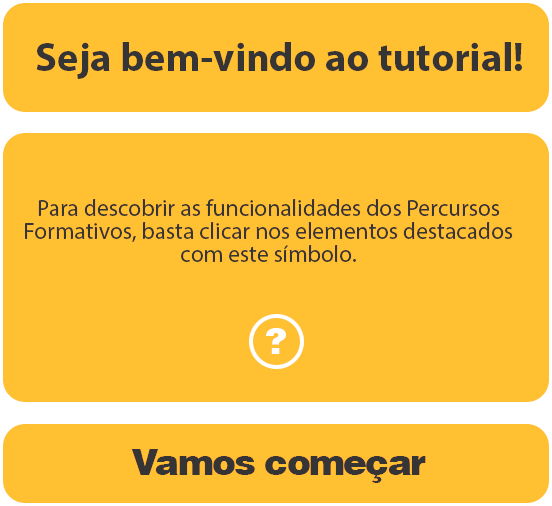 Seja bem-vindo ao tutorial!
Para descobrir as funcionalidades dos Percursos
Formativos, basta clicar nos elementos destacados
com este símbolo.
?
Vamos começar